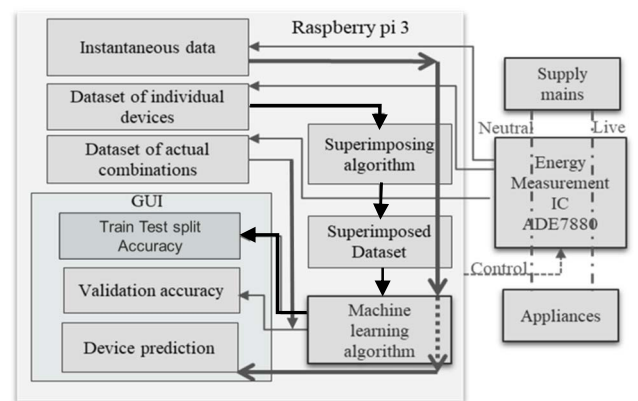 Raspberry pi 3
Instantaneous data
Dataset of individual
devices
Dataset of actual
combinations
Superimposing
algorithm
Superimposed
Dataset
Machine
learning
algorithm
GUI
Train Test split
Accuracy
Validation accuracy
Device prediction
Supply
mains
Neutral
Live
Energy
Measurement
IC
ADE7880
Control
Appliances